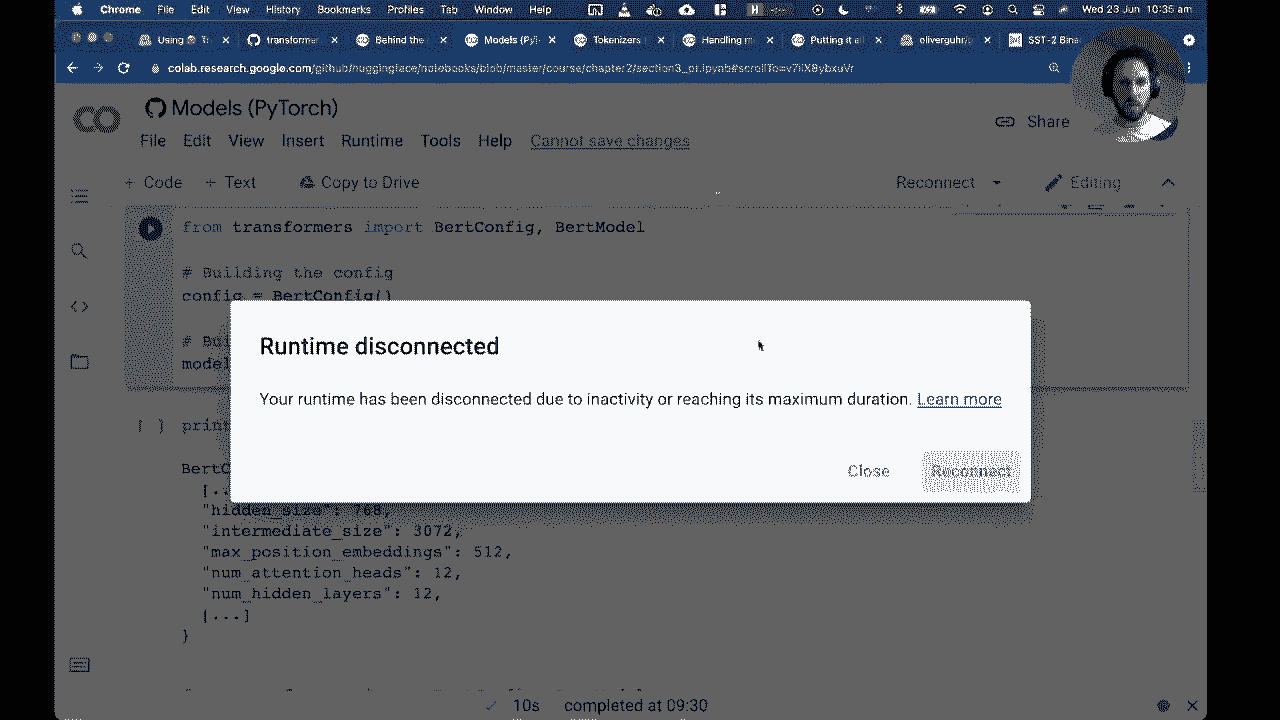 Chrome File Edit View History Bookmarks Profiles Tab Window Help Wed 23 Jun 10:35 am
Using transformer Behind the Models (PyT Tokenizers Handling m Putting it al oliverguhr/ SST-2 Bina
colab.research.google.com/github/huggingface/notebooks/blob/master/course/chapter2/section3_pt.ipynb#scrollTo=
Models (PyTorch)
File Edit View Insert Runtime Tools Help Cannot save changes
Share
+ Code + Text Copy to Drive
Reconnect Editing
from transformers import BertConfig, BertModel
# Building the config
config = BertConfig()
# Bui
model
Runtime disconnected
Your runtime has been disconnected due to inactivity or reaching its maximum duration. Learn more
Close Reconnect
[ ] print
BertC
[..
"hidden_size": 768,
"intermediate_size": 3072,
"max_position_embeddings": 512,
"num_attention_heads": 12,
"num_hidden_layers": 12,
[...]
}
10s completed at 09:30